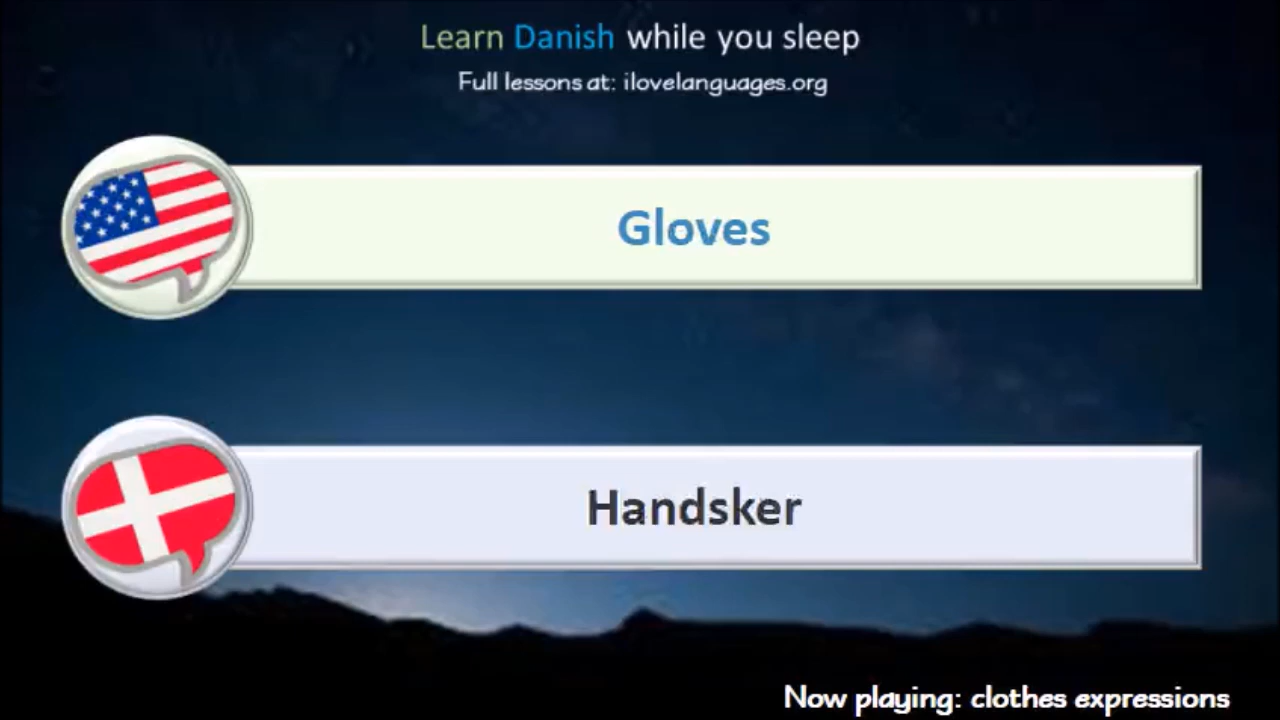 Learn Danish while you sleep
Full lessons at: ilovelanguages.org
Gloves
Handsker
Now playing: clothes expressions